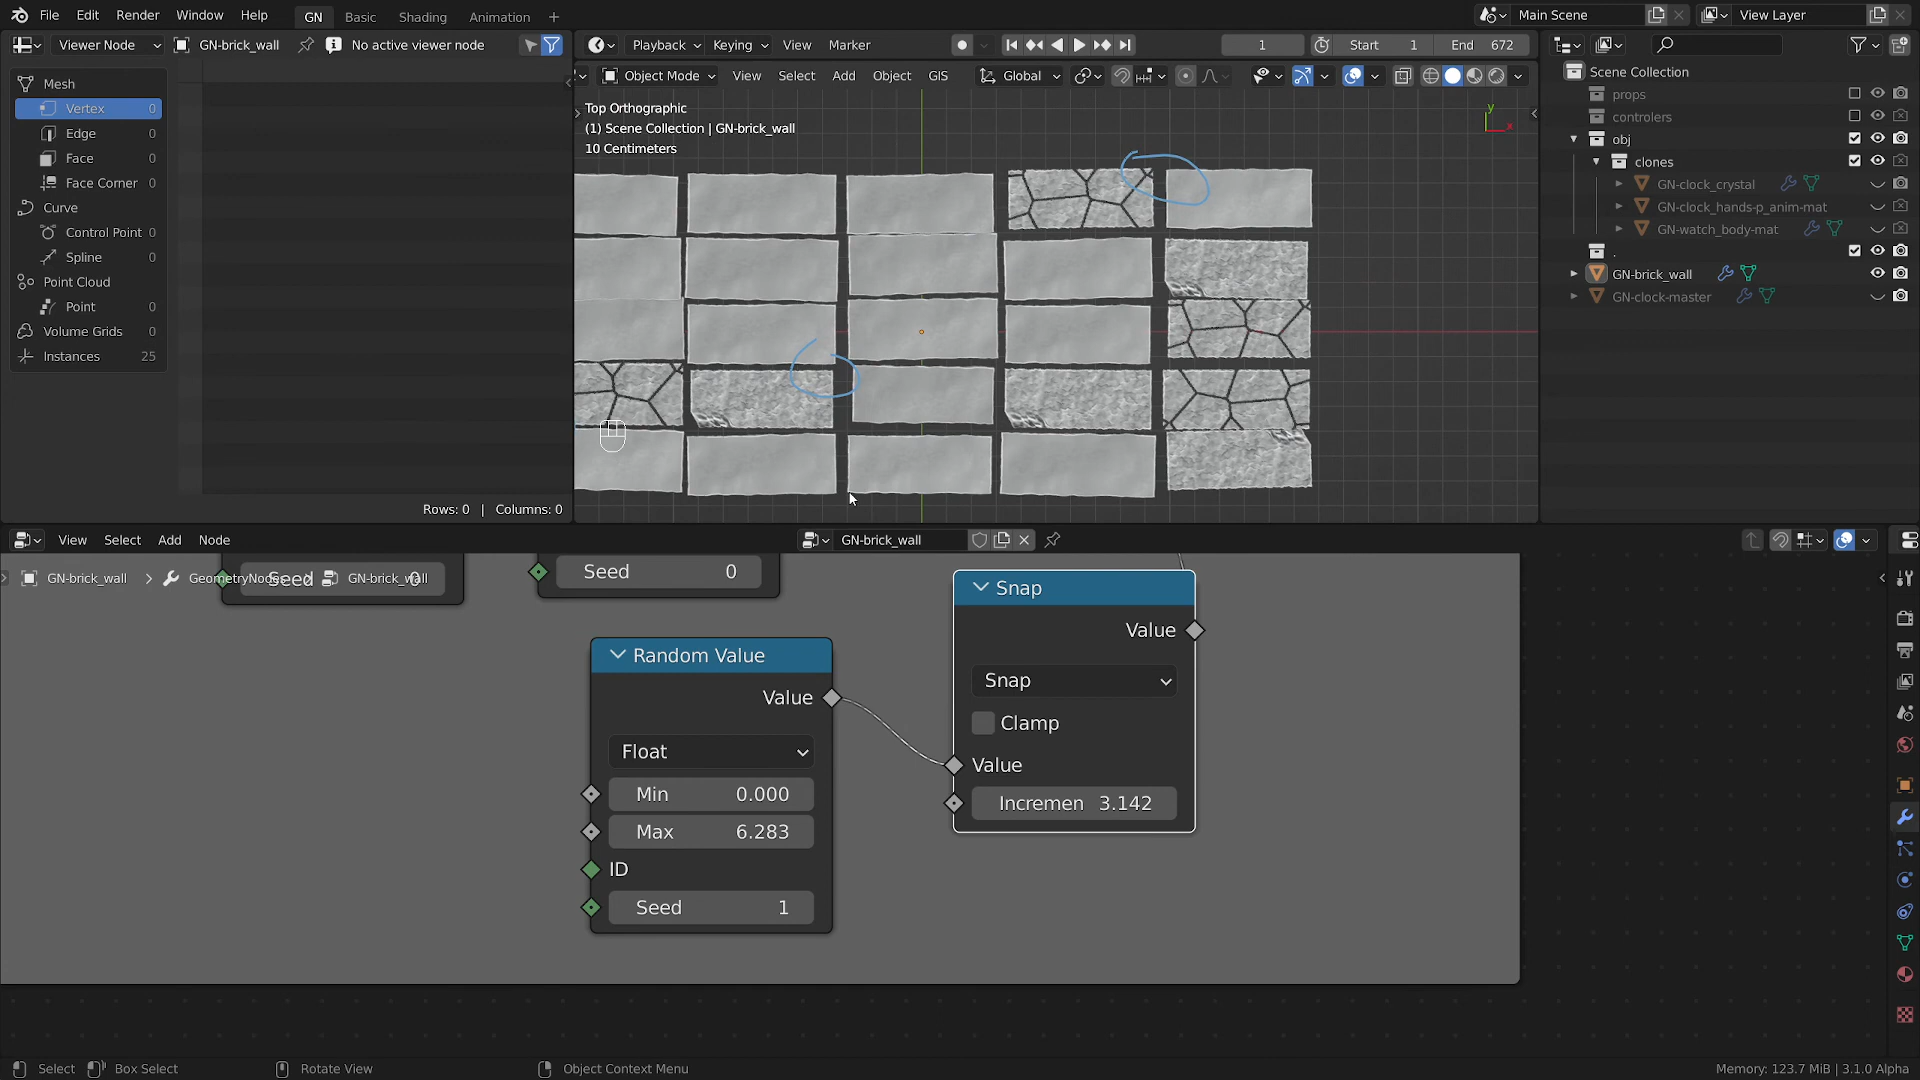 File Edit Render Window Help GN Basic Shading Animation + Main Scene View Layer
Viewer Node GN-brick_wall No active viewer node
Mesh
Vertex 0
Edge 0
Face 0
Face Corner 0
Curve
Control Point 0
Spline 0
Point Cloud
Point 0
Volume Grids 0
Instances 25
Rows: 0 | Columns: 0
Playback Keying View Marker 1 Start 1 End 672
Object Mode View Select Add Object GIS Global
Top Orthographic
(1) Scene Collection | GN-brick_wall
10 Centimeters
y
x
Scene Collection
props
controlers
obj
clones
GN-clock_crystal
GN-clock_hands-p_anim-mat
GN-watch_body-mat
.
GN-brick_wall
GN-clock-master
View Select Add Node GN-brick_wall
GN-brick_wall > GeometryNodes GN-brick_wall
Seed 0
Seed 0
Snap
Value
Snap
Clamp
Value
Incremen 3.142
Random Value
Value
Float
Min 0.000
Max 6.283
ID
Seed 1
Select Box Select Rotate View Object Context Menu Memory: 123.7 MiB | 3.1.0 Alpha